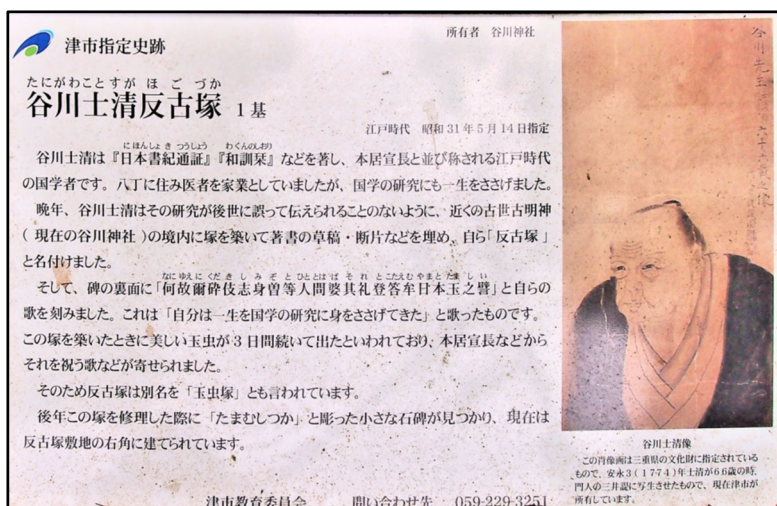 所有者　谷川神社
津市指定史跡
たにがわことすが ほごづか
谷川士清反古塚 1基
江戸時代　昭和31年5月14日指定
にほんしょきつうしょう　わくんのしおり
谷川士清は『日本書紀通証』『和訓栞』などを著し、本居宣長と並び称される江戸時代
の国学者です。八丁に住み医者を家業としていましたが、国学の研究にも一生をささげました。
晩年、谷川士清はその研究が後世に誤って伝えられることのないように、近くの古世古明神
(現在の谷川神社)の境内に塚を築いて著書の草稿・断片などを埋め、自ら「反古塚」
と名付けました。
なにゆえにくだきしみぞとひととはばそれとこたえむやまとたましい
そして、碑の裏面に「何故爾砕伎志身曽等人問婆其礼登答牟日本玉之臂」と自らの
歌を刻みました。これは「自分は一生を国学の研究に身をささげてきた」と歌ったものです。
この塚を築いたときに美しい玉虫が3日間続いて出たといわれており、本居宣長などから
それを祝う歌などが寄せられました。
そのため反古塚は別名を「玉虫塚」とも言われています。
後年この塚を修理した際に「たまむしつか」と彫った小さな石碑が見つかり、現在は
反古塚敷地の右角に建てられています。
津市教育委員会　問い合わせ先　059-229-3251
谷川士清像
この肖像画は三重県の文化財に指定されている
もので、安永3(1774)年士清が66歳の時、
門人の三井に写生させたもので、現在津市が
所有しています。